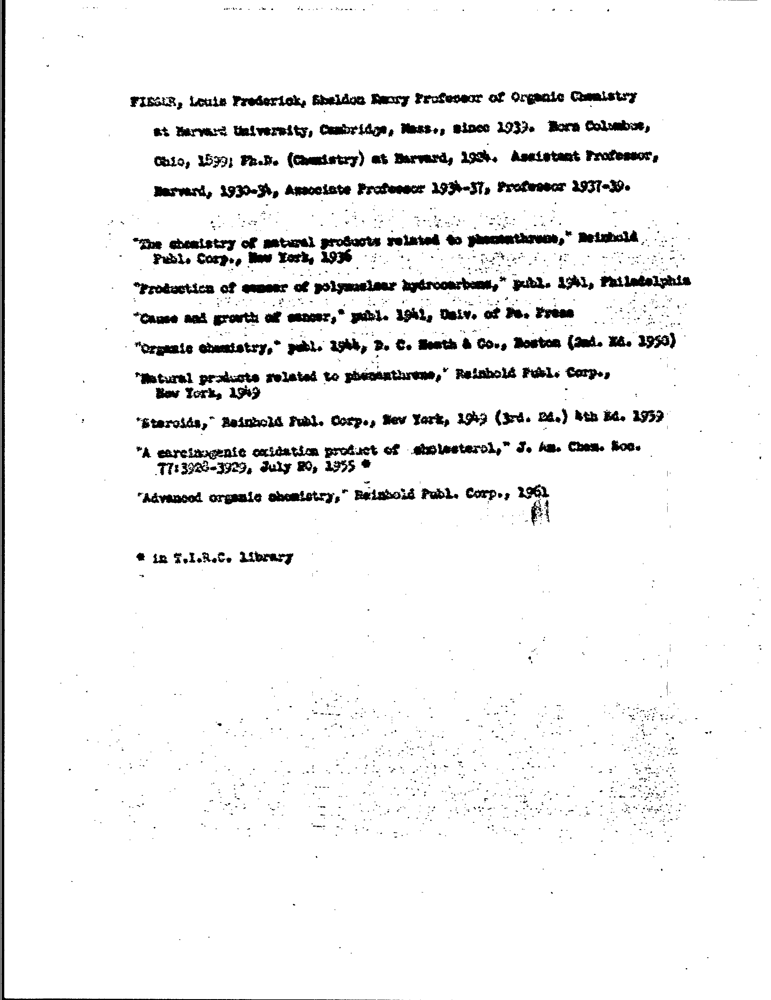 FIESER, Louis Frederick, Sheldon Emory Professor of Organic Chemistry
at Harvard University, Cambridge, Mass., since 1939. Born Columbus,
Ohio, 1899; Ph.D. (Chemistry) at Harvard, 1924. Assistant Professor,
Harvard, 1930-34, Associate Professor 1934-37, Professor 1937-39.
"The chemistry of natural products related to phenanthrene," Reinhold
Publ. Corp., New York, 1936
"Production of cancer of polynuclear hydrocarbons," publ. 1941, Philadelphia
"Cause and growth of cancer," publ. 1941, Univ. of Pa. Press
"Organic chemistry," publ. 1944, D. C. Heath & Co., Boston (2nd. Ed. 1950)
"Natural products related to phenanthrene," Reinhold Publ. Corp.,
New York, 1949
"Steroids," Reinhold Publ. Corp., New York, 1949 (3rd. Ed.) 4th Ed. 1959
"A carcinogenic oxidation product of cholesterol," J. Am. Chem. Soc.
77:3928-3929, July 20, 1955 *
"Advanced organic chemistry," Reinhold Publ. Corp., 1961
* in T.I.R.C. library